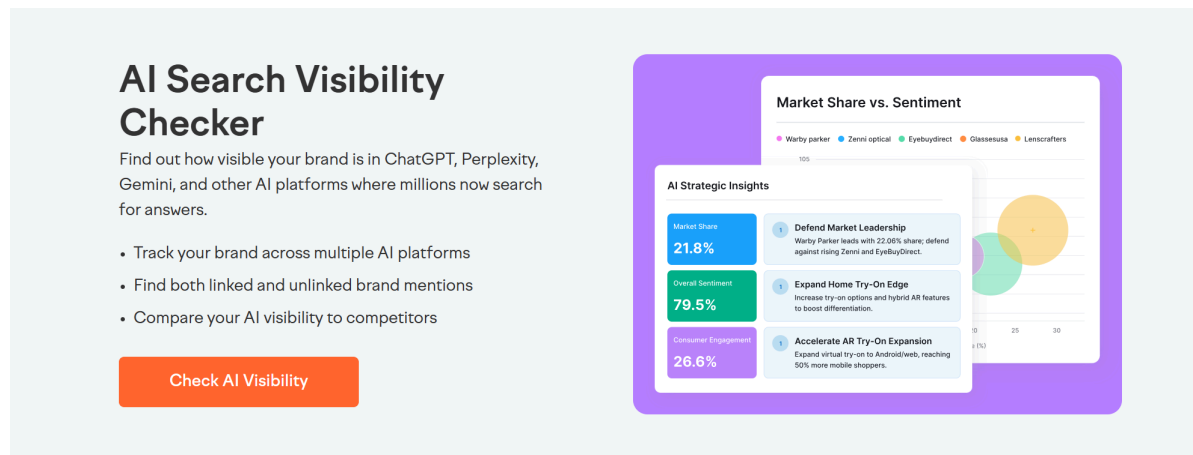 AI Search Visibility
Checker
Find out how visible your brand is in ChatGPT, Perplexity,
Gemini, and other AI platforms where millions now search
for answers.
• Track your brand across multiple AI platforms
• Find both linked and unlinked brand mentions
• Compare your AI visibility to competitors
Check AI Visibility
Market Share vs. Sentiment
Warby parker Zenni optical Eyebuydirect Glassesusa Lenscrafters
105
AI Strategic Insights
Market Share
21.8%
1 Defend Market Leadership
Warby Parker leads with 22.06% share; defend
against rising Zenni and EyeBuyDirect.
Overall Sentiment
79.5%
1 Expand Home Try-On Edge
Increase try-on options and hybrid AR features
to boost differentiation.
Consumer Engagement
26.6%
1 Accelerate AR Try-On Expansion
Expand virtual try-on to Android/web, reaching
50% more mobile shoppers.
25 30
(%)